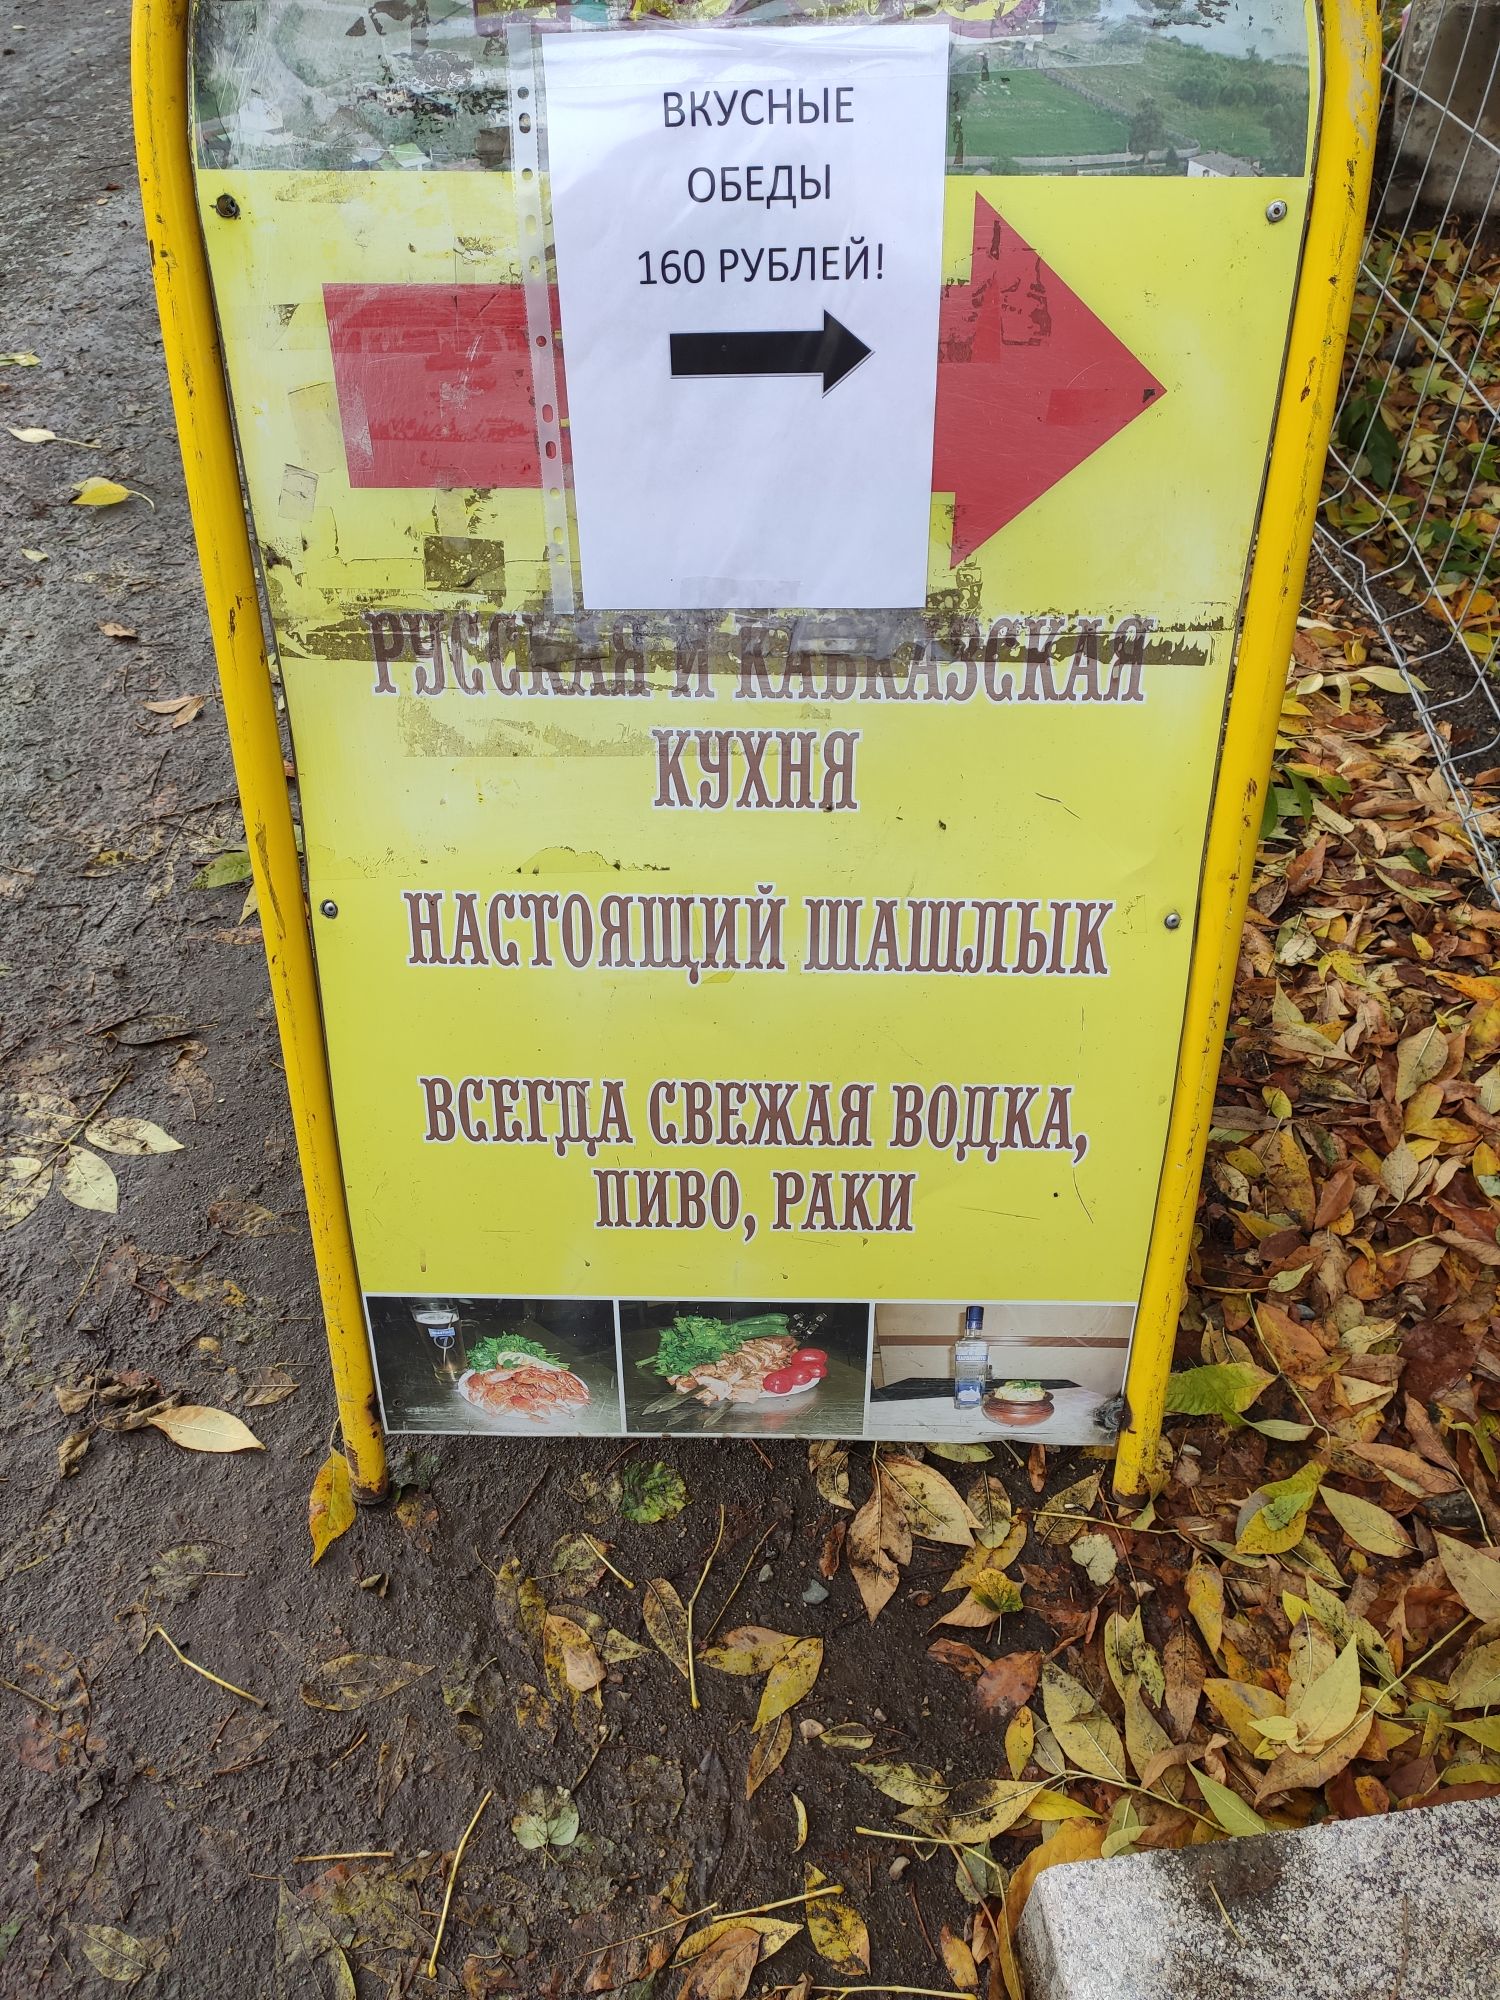 ВКУСНЫЕ
ОБЕДЫ
160 РУБЛЕЙ!
РУССКАЯ И КАВКАЗСКАЯ
КУХНЯ
НАСТОЯЩИЙ ШАШЛЫК
ВСЕГДА СВЕЖАЯ ВОДКА,
ПИВО, РАКИ